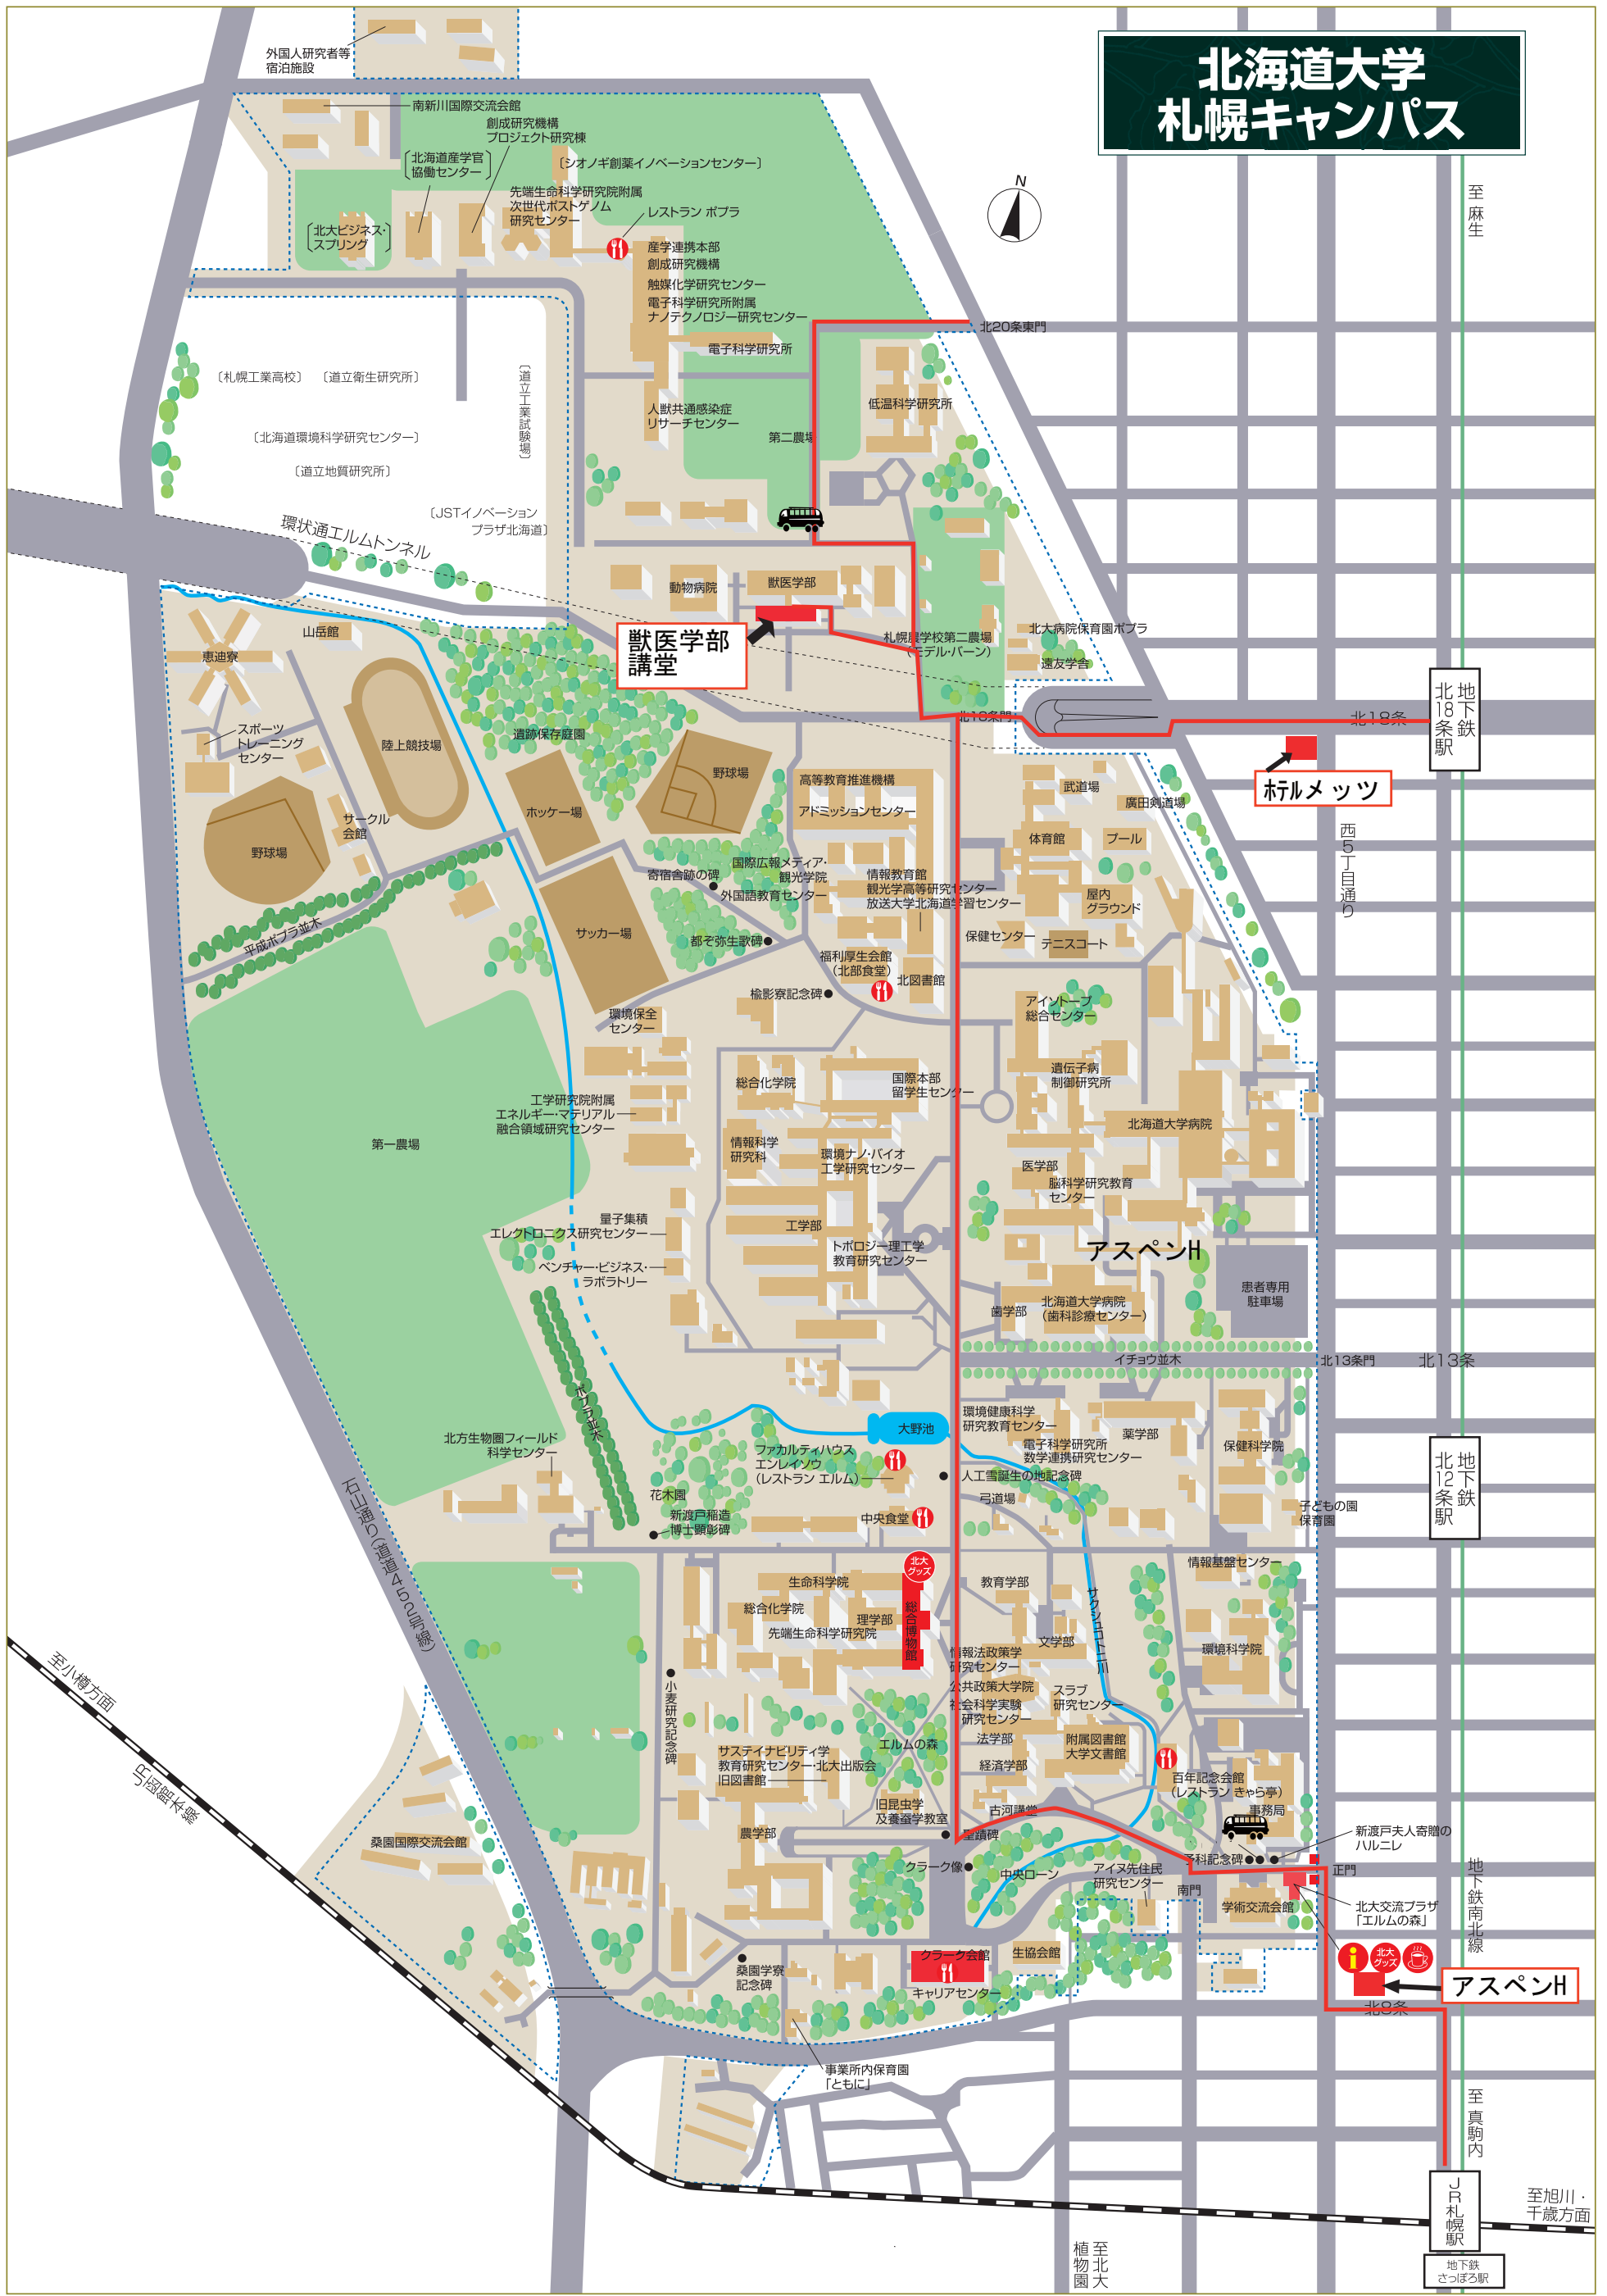 北海道大学
札幌キャンパス
外国人研究者等
宿泊施設
南新川国際交流会館
創成研究機構
プロジェクト研究棟
〔北海道産学官
協働センター〕
〔シオノギ創薬イノベーションセンター〕
先端生命科学研究院附属
次世代ポストゲノム
研究センター
レストラン ポプラ
〔北大ビジネス・
スプリング〕
産学連携本部
創成研究機構
触媒化学研究センター
電子科学研究所附属
ナノテクノロジー研究センター
電子科学研究所
N
至 麻生
北20条東門
〔札幌工業高校〕
〔道立衛生研究所〕
〔道立工業試験場〕
〔北海道環境科学研究センター〕
〔道立地質研究所〕
〔JSTイノベーション
プラザ北海道〕
人獣共通感染症
リサーチセンター
第二農場
低温科学研究所
環状通エルムトンネル
動物病院
獣医学部
獣医学部
講堂
札幌農学校第二農場
(モデル・バーン)
北大病院保育園ポプラ
遠友学舎
山岳館
恵迪寮
スポーツ
トレーニング
センター
陸上競技場
遺跡保存庭園
野球場
北18条門
北18条
地下鉄
北18条駅
ホテルメッツ
西5丁目通り
高等教育推進機構
アドミッションセンター
武道場
廣田剣道場
体育館
プール
ホッケー場
サークル
会館
野球場
国際広報メディア・
観光学院
寄宿舎跡の碑
外国語教育センター
情報教育館
観光学高等研究センター
放送大学北海道学習センター
屋内
グラウンド
平成ポプラ並木
サッカー場
都ぞ弥生歌碑
保健センター
テニスコート
福利厚生会館
(北部食堂)
北図書館
楡影寮記念碑
環境保全
センター
アイソトープ
総合センター
総合化学院
国際本部
留学生センター
遺伝子病
制御研究所
工学研究院附属
エネルギー・マテリアル
融合領域研究センター
北海道大学病院
第一農場
情報科学
研究科
環境ナノ・バイオ
工学研究センター
医学部
脳科学研究教育
センター
量子集積
エレクトロニクス研究センター
工学部
トポロジー理工学
教育研究センター
アスペンH
ベンチャー・ビジネス・
ラボラトリー
患者専用
駐車場
歯学部
北海道大学病院
(歯科診療センター)
イチョウ並木
北13条門
北13条
ポプラ並木
大野池
環境健康科学
研究教育センター
電子科学研究所
数学連携研究センター
薬学部
保健科学院
北方生物圏フィールド
科学センター
ファカルティハウス
エンレイソウ
(レストラン エルム)
人工雪誕生の地記念碑
弓道場
地下鉄
北12条駅
花木園
新渡戸稲造
博士顕彰碑
中央食堂
子どもの園
保育園
石山通り(道道452号線)
北大
グッズ
情報基盤センター
生命科学院
総合化学院
理学部
先端生命科学研究院
総合博物館
教育学部
サクシュコトニ川
文学部
環境科学院
情報法政策学
研究センター
公共政策大学院
社会科学実験
研究センター
スラブ
研究センター
至小樽方面
JR函館本線
小麦研究記念碑
エルムの森
法学部
附属図書館
大学文書館
経済学部
サステイナビリティ学
教育研究センター・北大出版会
旧図書館
百年記念会館
(レストラン きゃら亭)
旧昆虫学
及養蚕学教室
古河講堂
事務局
農学部
聖蹟碑
桑園国際交流会館
新渡戸夫人寄贈の
ハルニレ
予科記念碑
クラーク像
中央ローン
アイヌ先住民
研究センター
正門
南門
学術交流会館
北大交流プラザ
「エルムの森」
地下鉄南北線
クラーク会館
生協会館
桑園学寮
記念碑
キャリアセンター
i
北大
グッズ
アスペンH
北8条
事業所内保育園
「ともに」
至 真駒内
至旭川・
千歳方面
JR札幌駅
地下鉄
さっぽろ駅
至北大
植物園